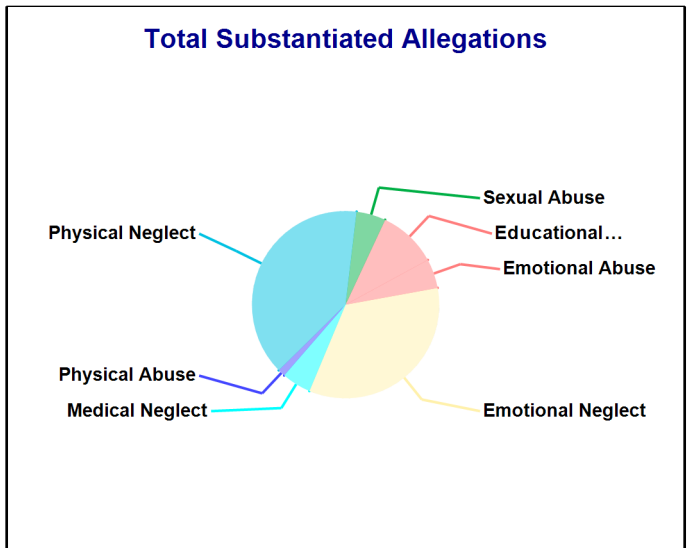 Total Substantiated Allegations
Sexual Abuse
Physical Neglect
Educational…
Emotional Abuse
Physical Abuse
Medical Neglect
Emotional Neglect